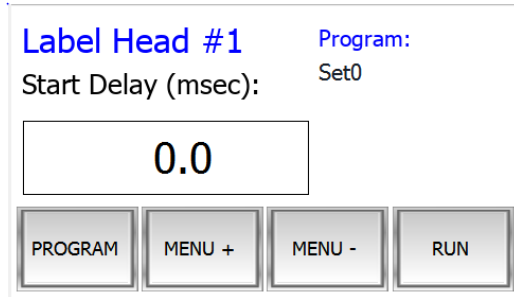 Label Head #1
Program:
Start Delay (msec):
Set0
0.0
PROGRAM
MENU +
MENU -
RUN